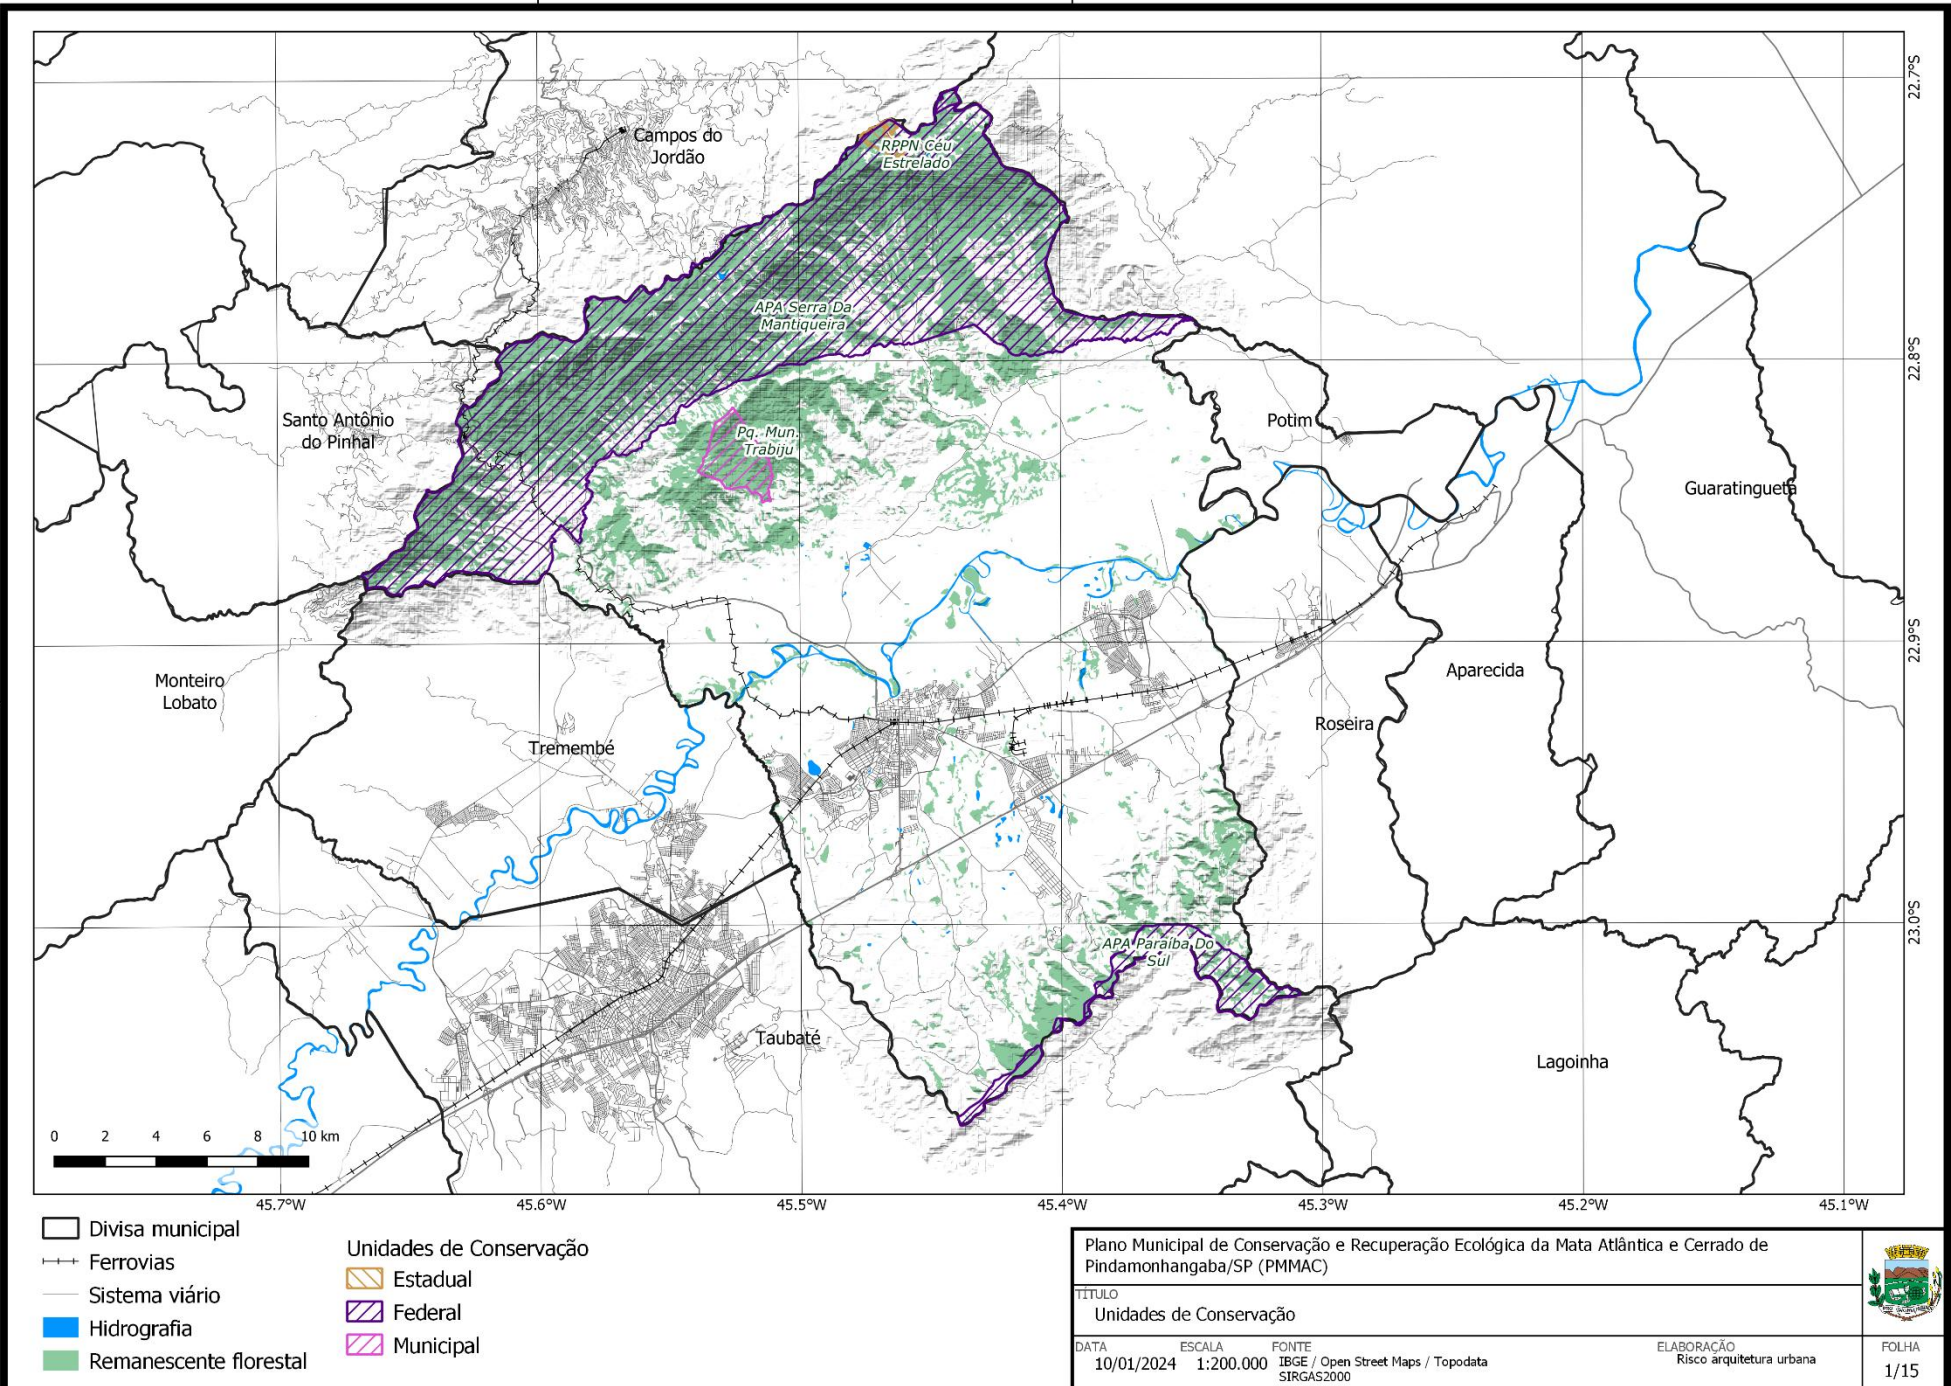 22.7°S
Campos do
Jordão
RPPN Céu
Estrelado
APA Serra Da
Mantiqueira
22.8°S
Santo Antônio
do Pinhal
Potim
Pq. Mun.
Trabiju
Guaratinguetá
22.9°S
Monteiro
Lobato
Aparecida
Roseira
Tremembé
23.0°S
APA Paraíba Do
Sul
Taubaté
Lagoinha
0 2 4 6 8 10 km
45.7°W 45.6°W 45.5°W 45.4°W 45.3°W 45.2°W 45.1°W
Divisa municipal
Ferrovias
Sistema viário
Hidrografia
Remanescente florestal
Unidades de Conservação
Estadual
Federal
Municipal
Plano Municipal de Conservação e Recuperação Ecológica da Mata Atlântica e Cerrado de
Pindamonhangaba/SP (PMMAC)
TÍTULO
Unidades de Conservação
DATA
10/01/2024
ESCALA
1:200.000
FONTE
IBGE / Open Street Maps / Topodata
SIRGAS2000
ELABORAÇÃO
Risco arquitetura urbana
FOLHA
1/15